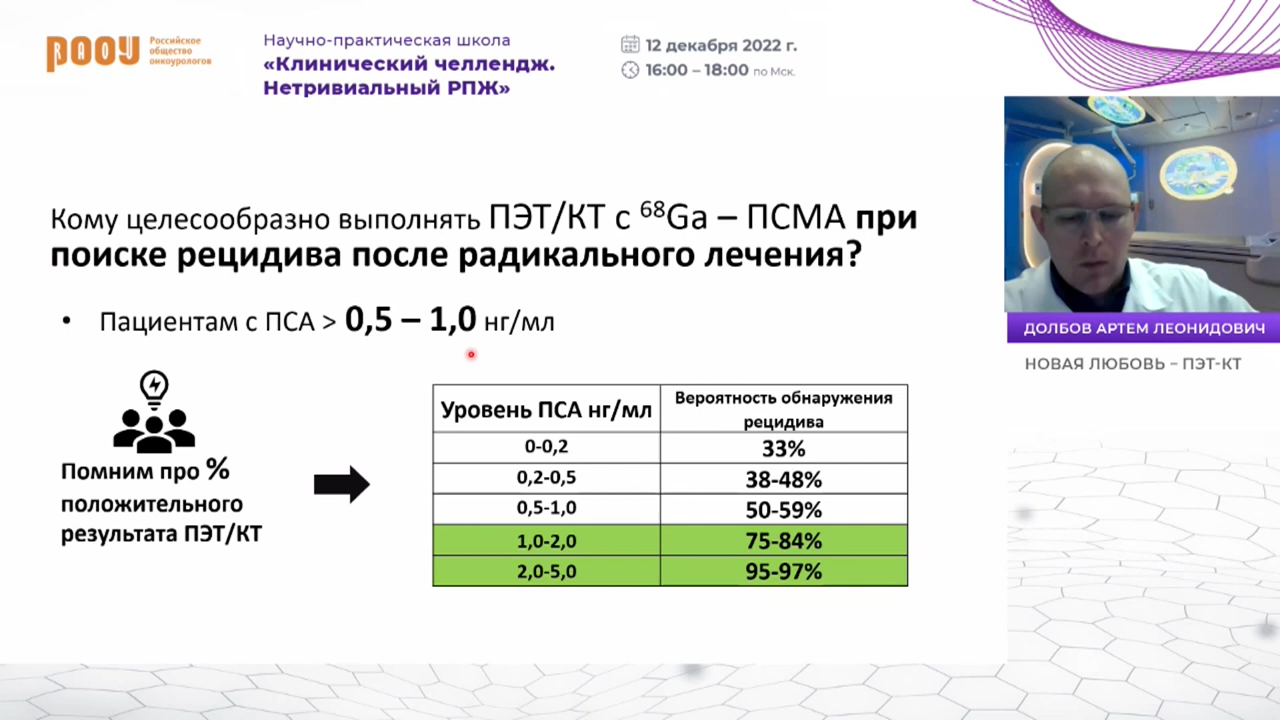 РАОУ
Российское
общество
онкоурологов
Научно-практическая школа
«Клинический челлендж.
Нетривиальный РПЖ»
12 декабря 2022 г.
16:00 – 18:00 по Мск.
Кому целесообразно выполнять ПЭТ/КТ с ⁶⁸Ga – ПСМА при
поиске рецидива после радикального лечения?
• Пациентам с ПСА > 0,5 – 1,0 нг/мл
Помним про %
положительного
результата ПЭТ/КТ
Уровень ПСА нг/мл
Вероятность обнаружения
рецидива
0-0,2 33%
0,2-0,5 38-48%
0,5-1,0 50-59%
1,0-2,0 75-84%
2,0-5,0 95-97%
ДОЛБОВ АРТЕМ ЛЕОНИДОВИЧ
НОВАЯ ЛЮБОВЬ – ПЭТ-КТ